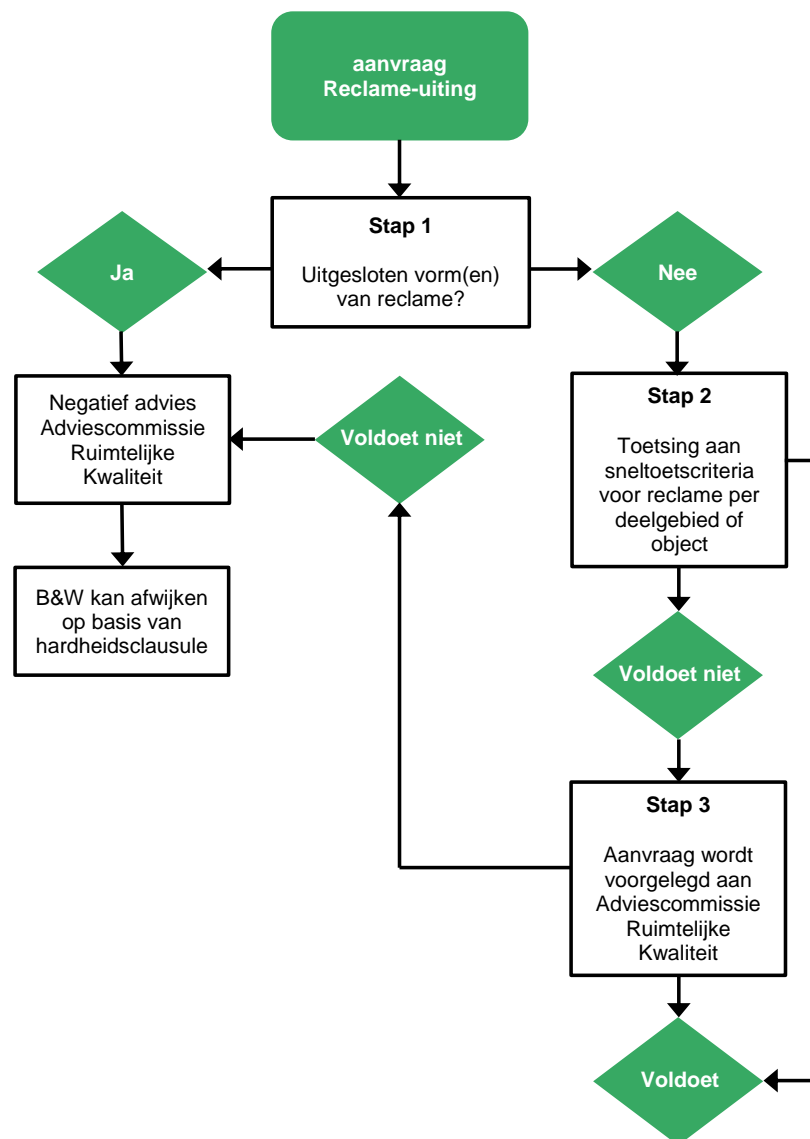 aanvraag
Reclame-uiting
Stap 1
Uitgesloten vorm(en)
van reclame?
Ja
Nee
Negatief advies
Adviescommissie
Ruimtelijke
Kwaliteit
Voldoet niet
Stap 2
Toetsing aan
sneltoetscriteria
voor reclame per
deelgebied of
object
B&W kan afwijken
op basis van
hardheidsclausule
Voldoet niet
Stap 3
Aanvraag wordt
voorgelegd aan
Adviescommissie
Ruimtelijke
Kwaliteit
Voldoet